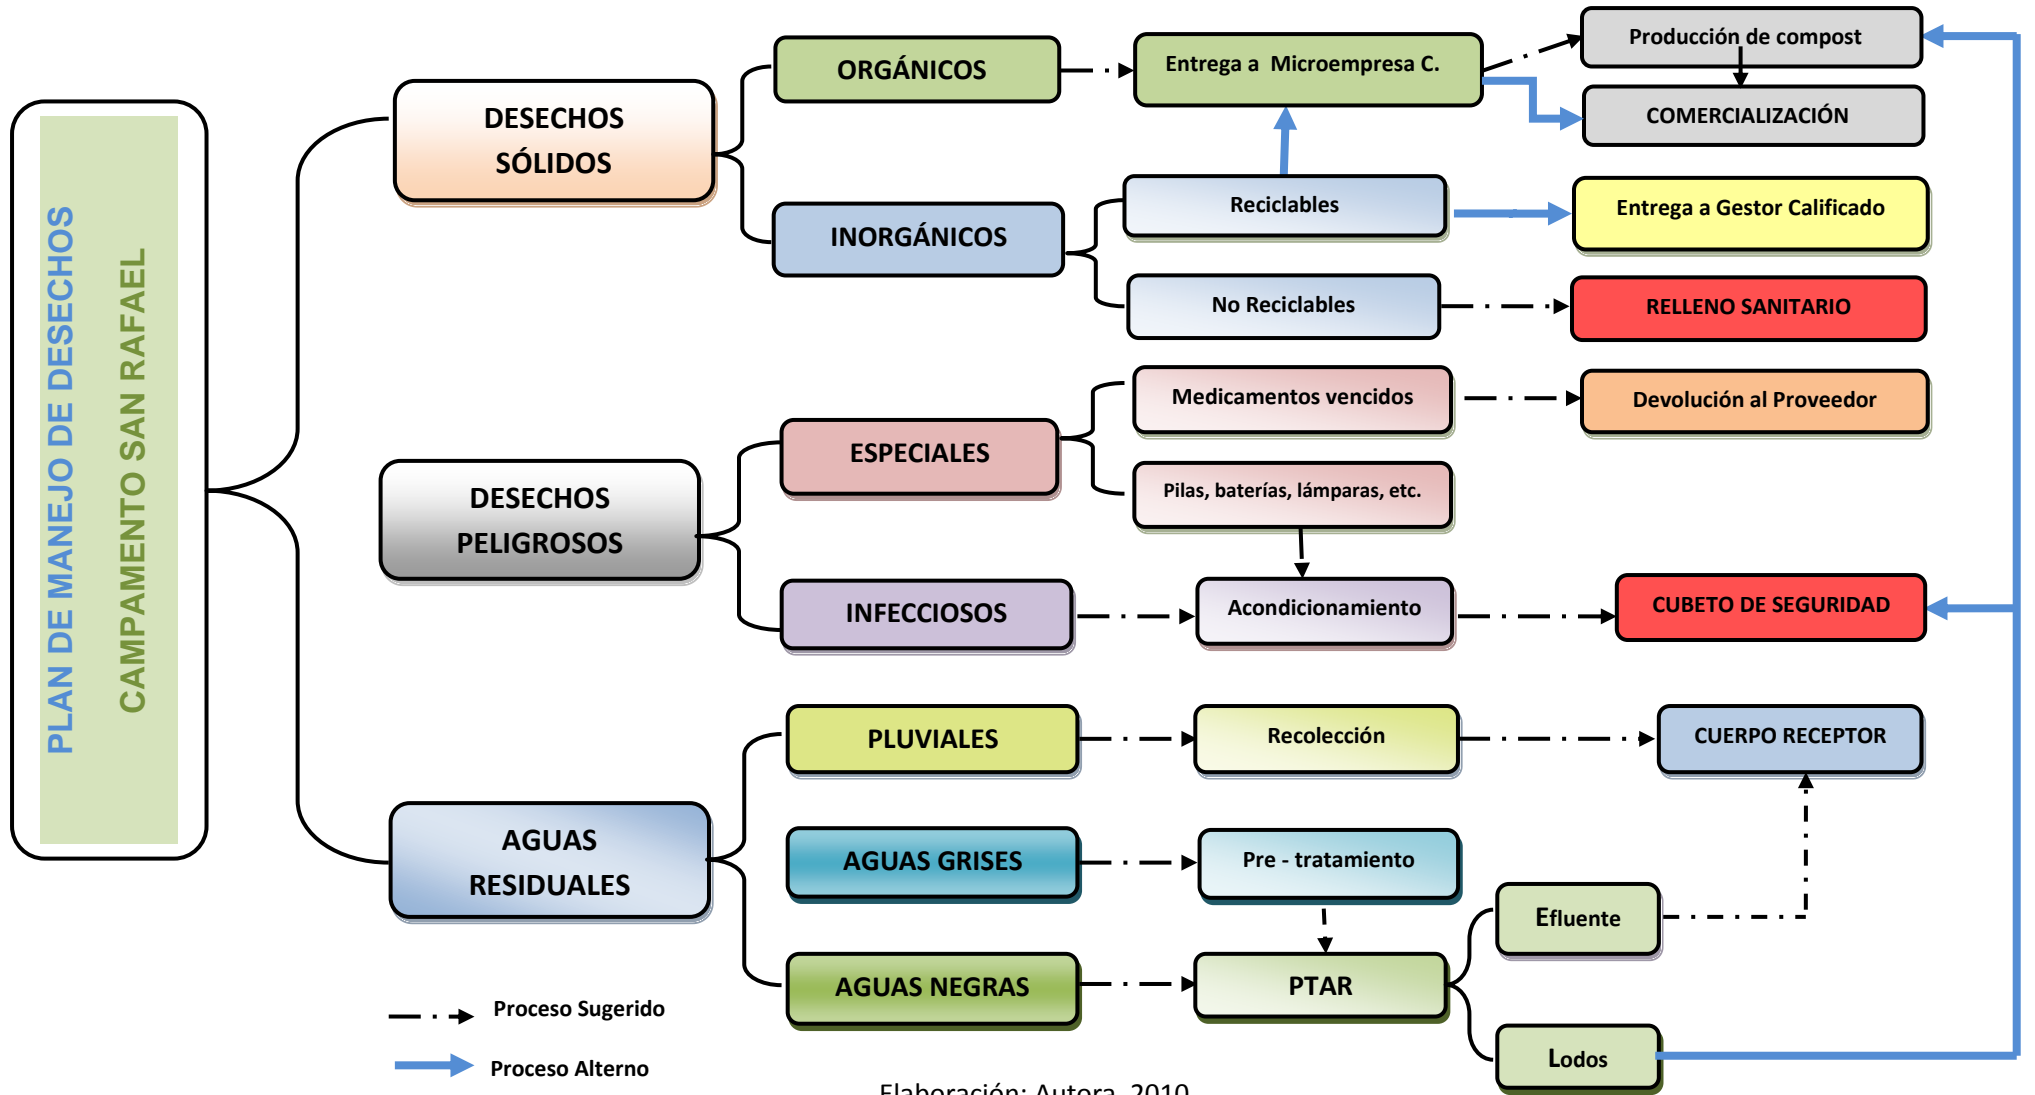 PLAN DE MANEJO DE DESECHOS
CAMPAMENTO SAN RAFAEL
DESECHOS
SÓLIDOS
ORGÁNICOS
Entrega a Microempresa C.
Producción de compost
COMERCIALIZACIÓN
INORGÁNICOS
Reciclables
Entrega a Gestor Calificado
No Reciclables
RELLENO SANITARIO
DESECHOS
PELIGROSOS
ESPECIALES
Medicamentos vencidos
Devolución al Proveedor
Pilas, baterías, lámparas, etc.
INFECCIOSOS
Acondicionamiento
CUBETO DE SEGURIDAD
AGUAS
RESIDUALES
PLUVIALES
Recolección
CUERPO RECEPTOR
AGUAS GRISES
Pre - tratamiento
AGUAS NEGRAS
PTAR
Efluente
Lodos
Proceso Sugerido
Proceso Alterno
Elaboración: Autora, 2010